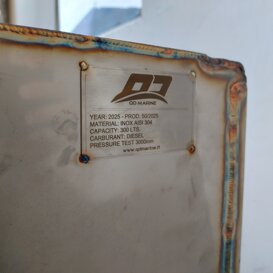 QD-MARINE
YEAR: 2025 - PROD: 50/2025
MATERIAL: INOX AISI 304
CAPACITY: 300 LTS.
CARBURANT: DIESEL
PRESSURE TEST 3000mm
www.qdmarine.it